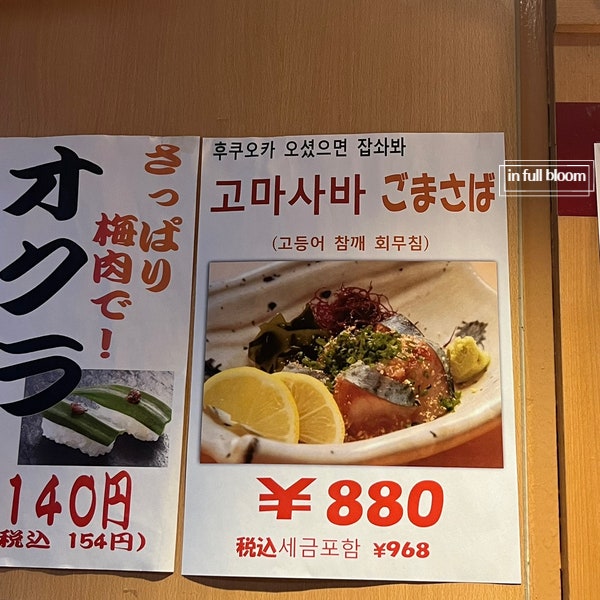 さっぱり
梅肉で!
オクラ
140円
(税込 154円)
후쿠오카 오셨으면 잡솨봐
고마사바 ごまさば
(고등어 참깨 회무침)
¥880
税込세금포함 ¥968
in full bloom